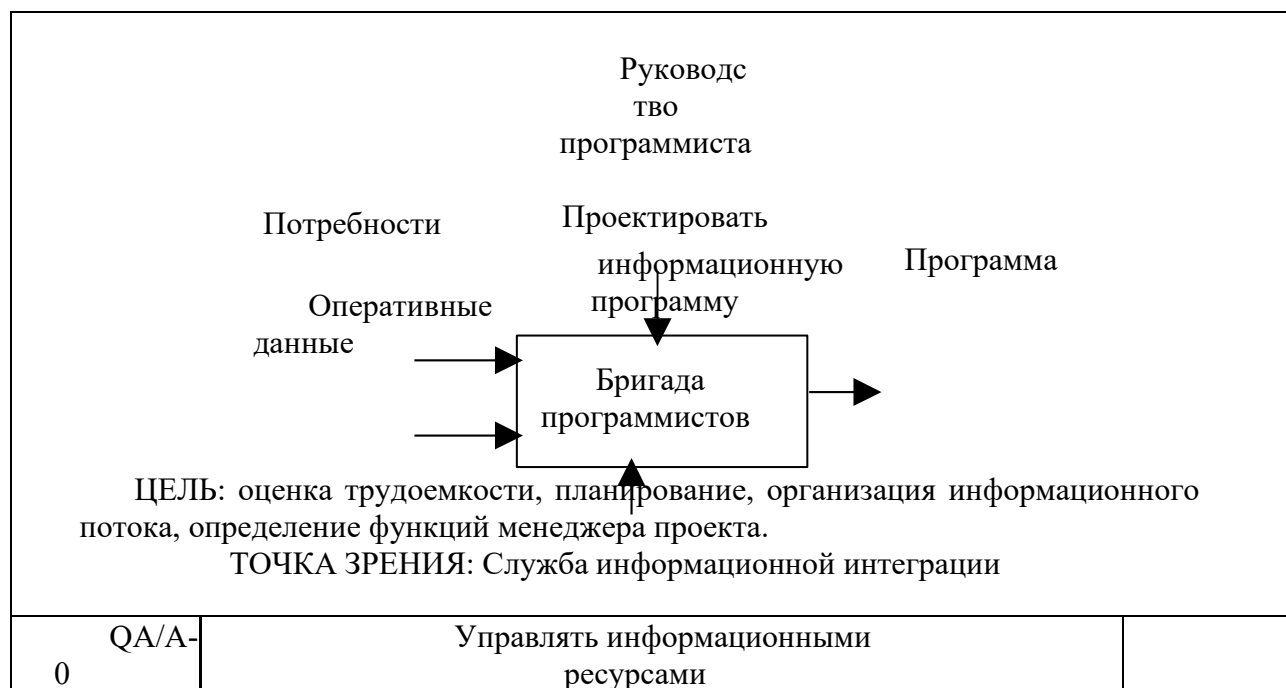 Руководс
тво
программиста
Потребности
Проектировать
информационную
программу
Программа
Оперативные
данные
Бригада
программистов
ЦЕЛЬ: оценка трудоемкости, планирование, организация информационного
потока, определение функций менеджера проекта.
ТОЧКА ЗРЕНИЯ: Служба информационной интеграции
QA/A-
0
Управлять информационными
ресурсами